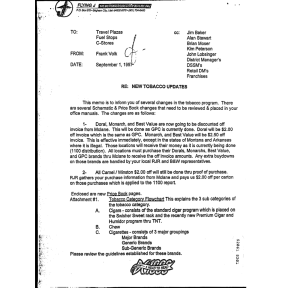 FLYING J
TO: Travel Plazas
Fuel Stops
C-Stores
cc: Jim Baker
Alan Stewart
Brian Moser
Kim Peterson
John Lobsinger
District Manager's
DSSM's
Retail DM's
Franchises
FROM: Frank Volk
DATE: September 1, 1997
RE: NEW TOBACCO UPDATES
This memo is to inform you of several changes in the tobacco program. There
are several Schematic & Price Book changes that need to be reviewed & placed in your
office manuals. The changes are as follows:
1- Doral, Monarch, and Best Value are now going to be discounted off
invoice from Mclane. This will be done as GPC is currently done. Doral will be $2.00
off invoice which is the same as GPC. Monarch, and Best Value will be $2.50 off
invoice. This is effective immediately, except in the states of Montana and Arkansas
where it is illegal. Those locations will receive their money as it is currently being done
(1100 distribution). All locations must purchase their Dorals, Monarchs, Best Values,
and GPC brands thru Mclane to receive the off invoice amounts. Any extra buydowns
on those brands are handled by your local RJR and B&W representatives.
2- All Camel / Winston $2.00 off will still be done thru proof of purchase.
RJR gathers your purchase information from Mclane and pays us $2.00 per carton
on those purchases which is applied to the 1100 report.
Enclosed are new Price Book pages.
Attachment #1. Tobacco Category Flowchart This explains the 3 sub categories of
the tobacco category.
A. Cigars - consists of the standard cigar program which is placed on
the Swisher Sweet rack and the recently new Premium Cigar and
Humidor program thru TNT.
B. Chew
C. Cigarettes - consists of 3 major groupings
Major Brands
Generic Brands
Sub-Generic Brands
Please review the guidelines established for these brands.